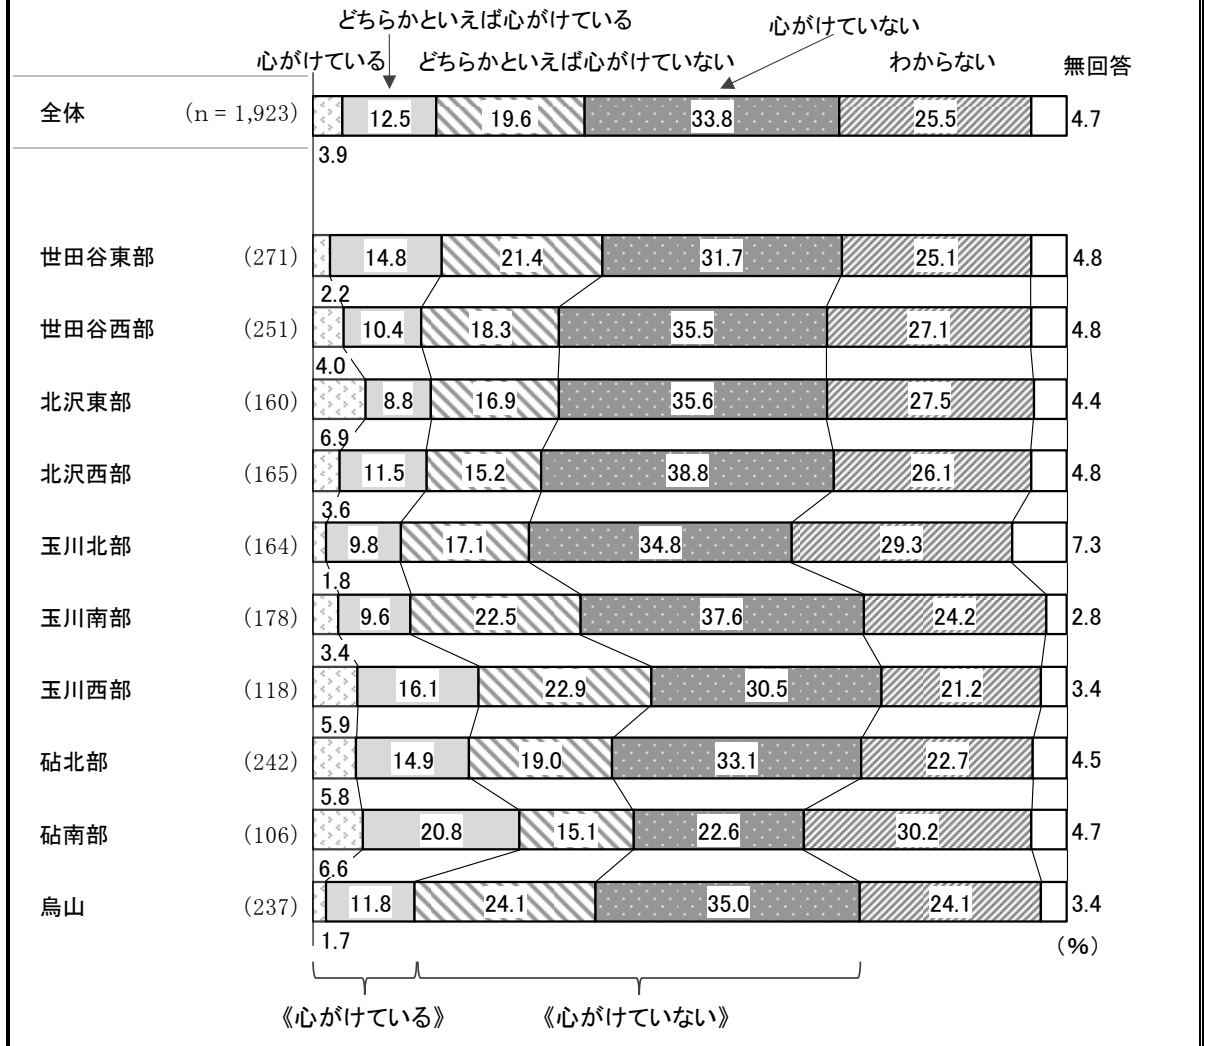 どちらかといえば心がけている 心がけていない
心がけている どちらかといえば心がけていない わからない 無回答
全体 (n = 1,923) 12.5 19.6 33.8 25.5 4.7
3.9
世田谷東部 (271) 14.8 21.4 31.7 25.1 4.8
2.2
世田谷西部 (251) 10.4 18.3 35.5 27.1 4.8
4.0
北沢東部 (160) 8.8 16.9 35.6 27.5 4.4
6.9
北沢西部 (165) 11.5 15.2 38.8 26.1 4.8
3.6
玉川北部 (164) 9.8 17.1 34.8 29.3 7.3
1.8
玉川南部 (178) 9.6 22.5 37.6 24.2 2.8
3.4
玉川西部 (118) 16.1 22.9 30.5 21.2 3.4
5.9
砧北部 (242) 14.9 19.0 33.1 22.7 4.5
5.8
砧南部 (106) 20.8 15.1 22.6 30.2 4.7
6.6
烏山 (237) 11.8 24.1 35.0 24.1 3.4
1.7 (%)
《心がけている》 《心がけていない》